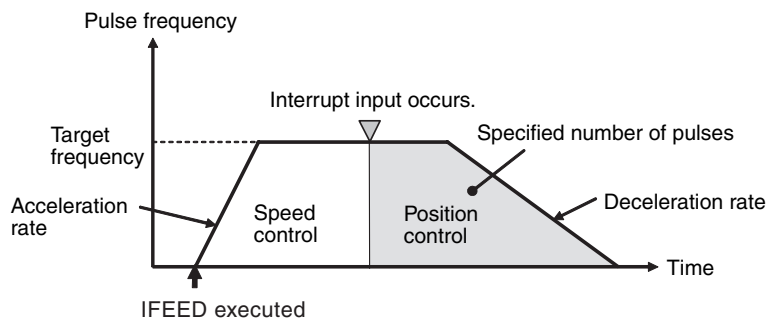 Pulse frequency
Interrupt input occurs.
Target
frequency
Specified number of pulses
Acceleration
rate
Speed
control
Position
control
Deceleration rate
Time
IFEED executed